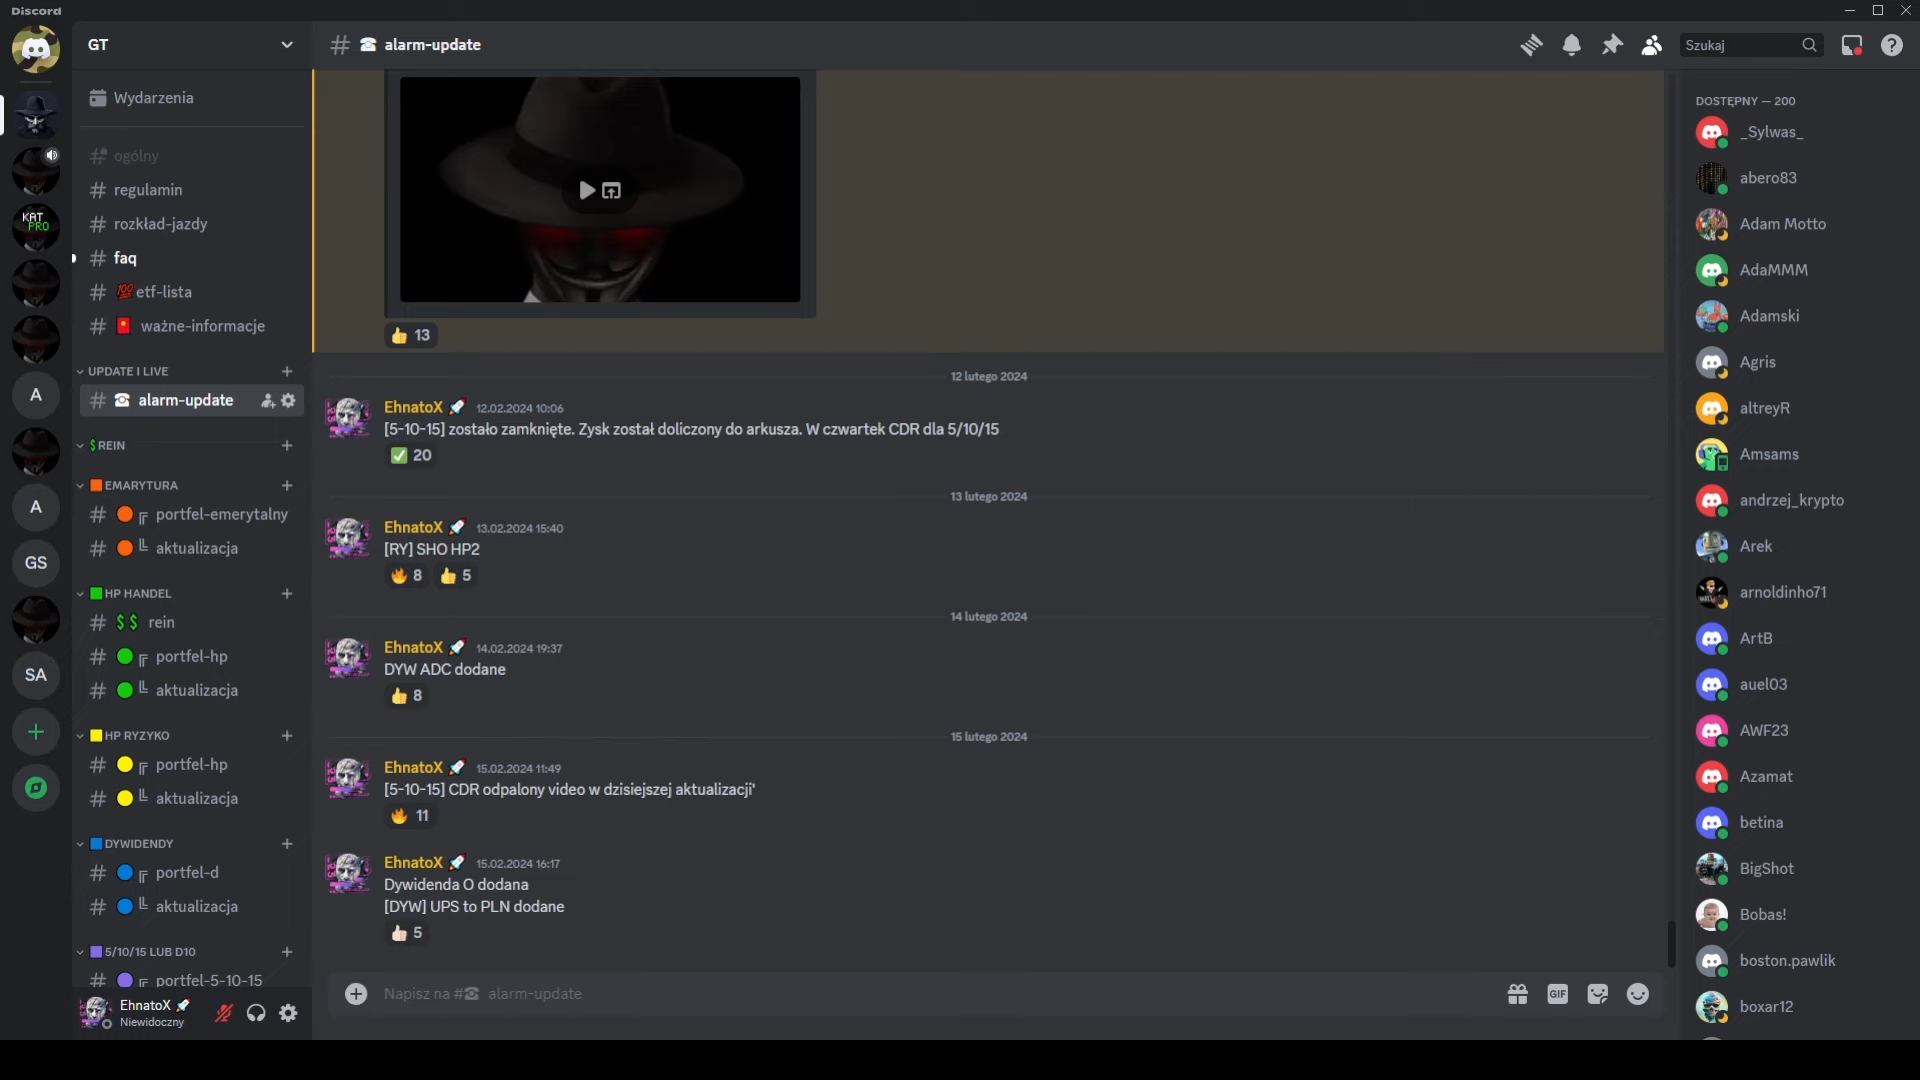 Discord
GT
Wydarzenia
ogólny
regulamin
rozkład-jazdy
faq
💯etf-lista
ważne-informacje
UPDATE I LIVE
alarm-update
$REIN
EMARYTURA
portfel-emerytalny
aktualizacja
HP HANDEL
$$ rein
portfel-hp
aktualizacja
HP RYZYKO
portfel-hp
aktualizacja
DYWIDENDY
portfel-d
aktualizacja
5/10/15 LUB D10
portfel-5-10-15
EhnatoX 🚀
Niewidoczny
KAT
PRO
A
A
GS
SA
# ☎ alarm-update
Szukaj
👍 13
12 lutego 2024
EhnatoX 🚀 12.02.2024 10:06
[5-10-15] zostało zamknięte. Zysk został doliczony do arkusza. W czwartek CDR dla 5/10/15
✅ 20
13 lutego 2024
EhnatoX 🚀 13.02.2024 15:40
[RY] SHO HP2
🔥 8 👍 5
14 lutego 2024
EhnatoX 🚀 14.02.2024 19:37
DYW ADC dodane
👍 8
15 lutego 2024
EhnatoX 🚀 15.02.2024 11:49
[5-10-15] CDR odpalony video w dzisiejszej aktualizacji'
🔥 11
EhnatoX 🚀 15.02.2024 16:17
Dywidenda O dodana
[DYW] UPS to PLN dodane
👍🏻 5
Napisz na #☎ alarm-update
GIF
DOSTĘPNY — 200
_Sylwas_
abero83
Adam Motto
AdaMMM
Adamski
Agris
altreyR
Amsams
andrzej_krypto
Arek
arnoldinho71
ArtB
auel03
AWF23
Azamat
betina
BigShot
Bobas!
boston.pawlik
boxar12